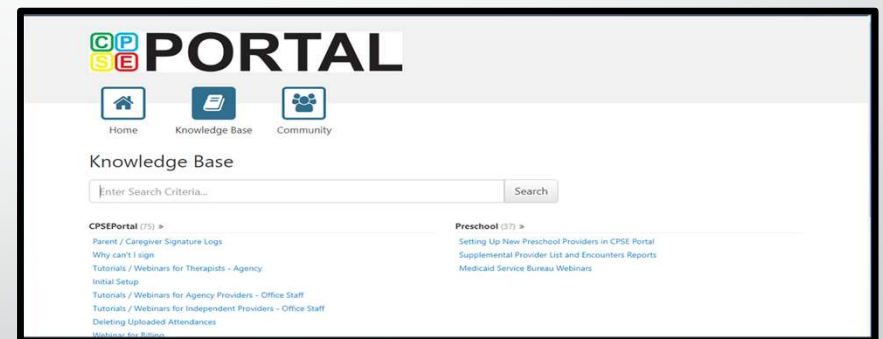 CP
SE PORTAL
Home Knowledge Base Community
Knowledge Base
Enter Search Criteria... Search
CPSEPortal (75) »
Parent / Caregiver Signature Logs
Why can't I sign
Tutorials / Webinars for Therapists - Agency
Initial Setup
Tutorials / Webinars for Agency Providers - Office Staff
Tutorials / Webinars for Independent Providers - Office Staff
Deleting Uploaded Attendances
Webinar for Billing
Preschool (37) »
Setting Up New Preschool Providers in CPSE Portal
Supplemental Provider List and Encounters Reports
Medicaid Service Bureau Webinars